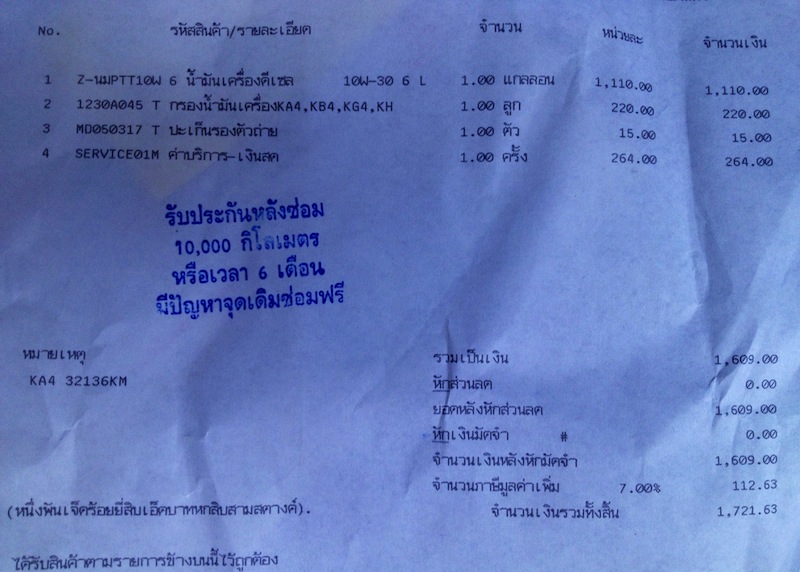 No. รหัสสินค้า/รายละเอียด จำนวน หน่วยละ จำนวนเงิน
1 Z-นมPTT10W 6 น้ำมันเครื่องดีเซล 10W-30 6 L 1.00 แกลลอน 1,110.00 1,110.00
2 1230A045 T กรองน้ำมันเครื่องKA4,KB4,KG4,KH 1.00 ลูก 220.00 220.00
3 MD050317 T ปะเก็นรองตัวถ่าย 1.00 ตัว 15.00 15.00
4 SERVICE01M ค่าบริการ-เงินสด 1.00 ครั้ง 264.00 264.00
รับประกันหลังซ่อม
10,000 กิโลเมตร
หรือเวลา 6 เดือน
มีปัญหาจุดเดิมซ่อมฟรี
หมายเหตุ
KA4 32136KM
รวมเป็นเงิน 1,609.00
หักส่วนลด 0.00
ยอดหลังหักส่วนลด 1,609.00
หักเงินมัดจำ # 0.00
จำนวนเงินหลังหักมัดจำ 1,609.00
จำนวนภาษีมูลค่าเพิ่ม 7.00% 112.63
(หนึ่งพันเจ็ดร้อยยี่สิบเอ็ดบาทหกสิบสามสตางค์). จำนวนเงินรวมทั้งสิ้น 1,721.63
ได้รับสินค้าตามรายการข้างบนนี้ไว้ถูกต้อง